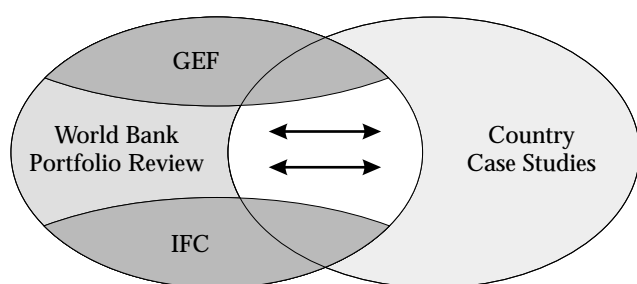 GEF
World Bank
Portfolio Review
Country
Case Studies
IFC